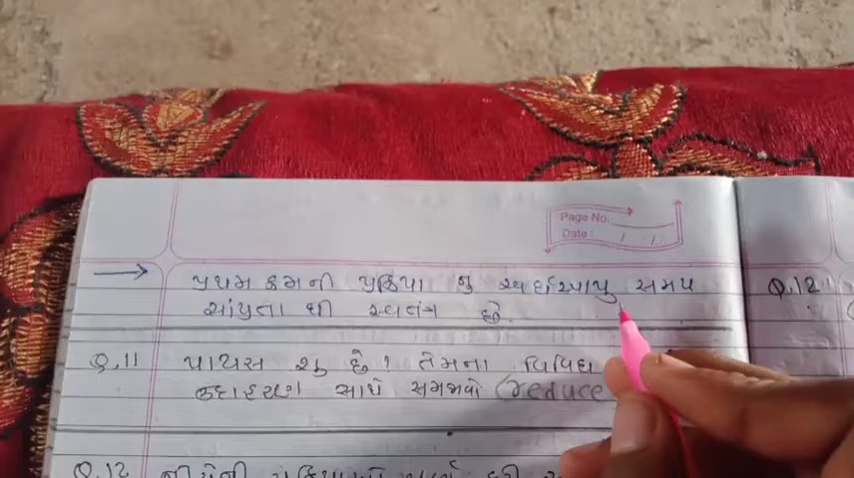 Page No.
Date : / /
→ પ્રથમ ક્રમની પ્રક્રિયા નુ અર્ધઆયુ સમય
સાંદ્રતા થી સ્વતંત્ર છે.
Q.12
Q.11 પાયસ શુ છે ? તેમના વિવિધ
ઉદાહરણ સાથે સમજાવો (reduce
Q.12 નીચેની